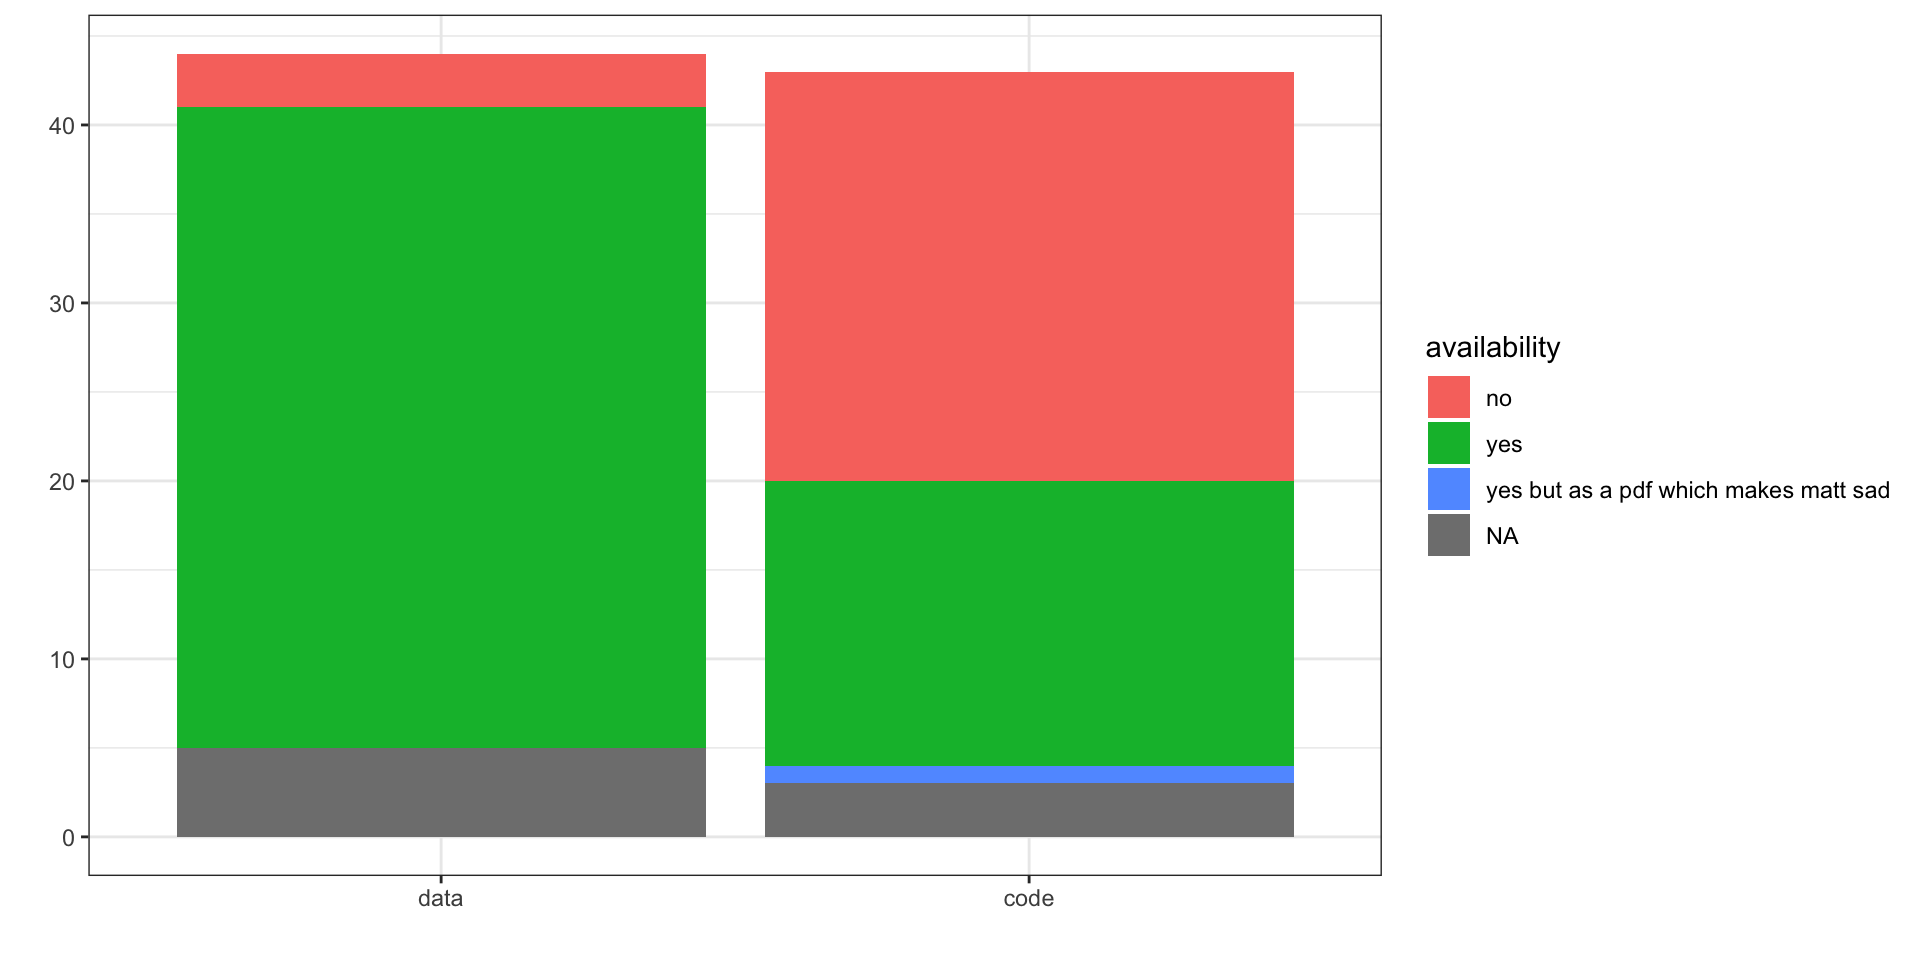 40
30
20
10
0
data
code
availability
no
yes
yes but as a pdf which makes matt sad
NA